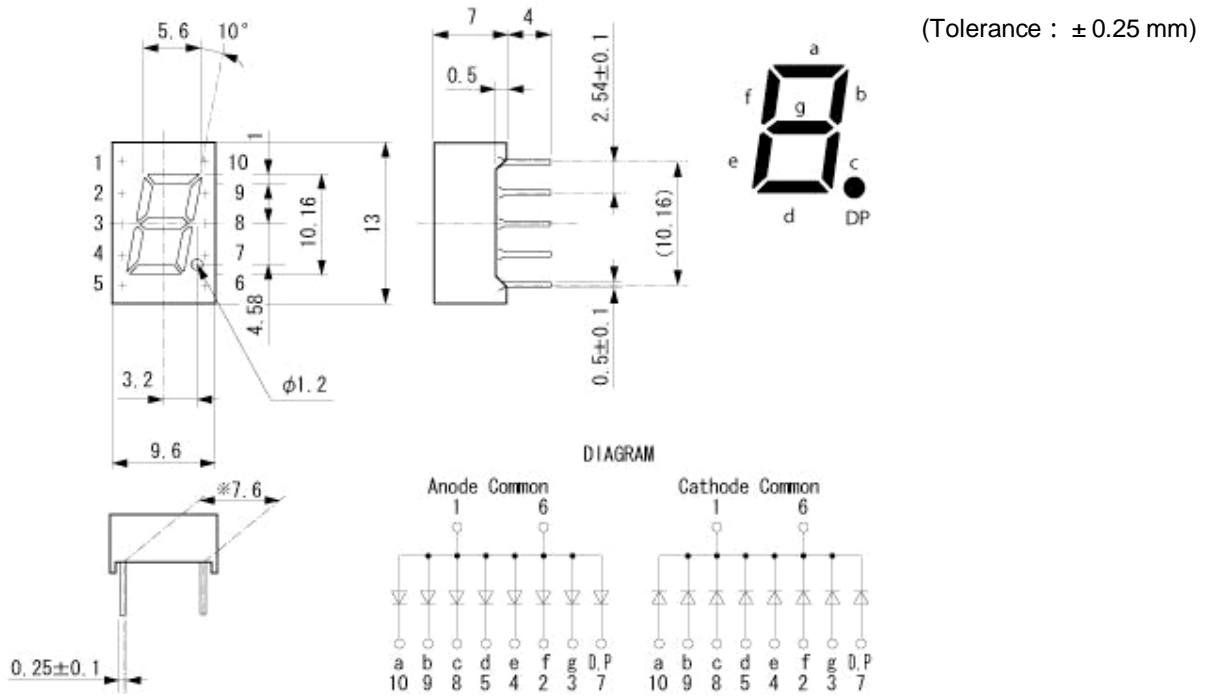 (Tolerance : ± 0.25 mm)
5.6 10°
7 4
0.5
2.54±0.1
a
f b
g
e c
d DP
1
1 10
2 9
3 8
4 7
5 6
10.16
4.58
13
(10.16)
0.5±0.1
3.2 φ1.2
9.6
※7.6
0.25±0.1
DIAGRAM
Anode Common
1 6
a b c d e f g D.P
10 9 8 5 4 2 3 7
Cathode Common
1 6
a b c d e f g D.P
10 9 8 5 4 2 3 7